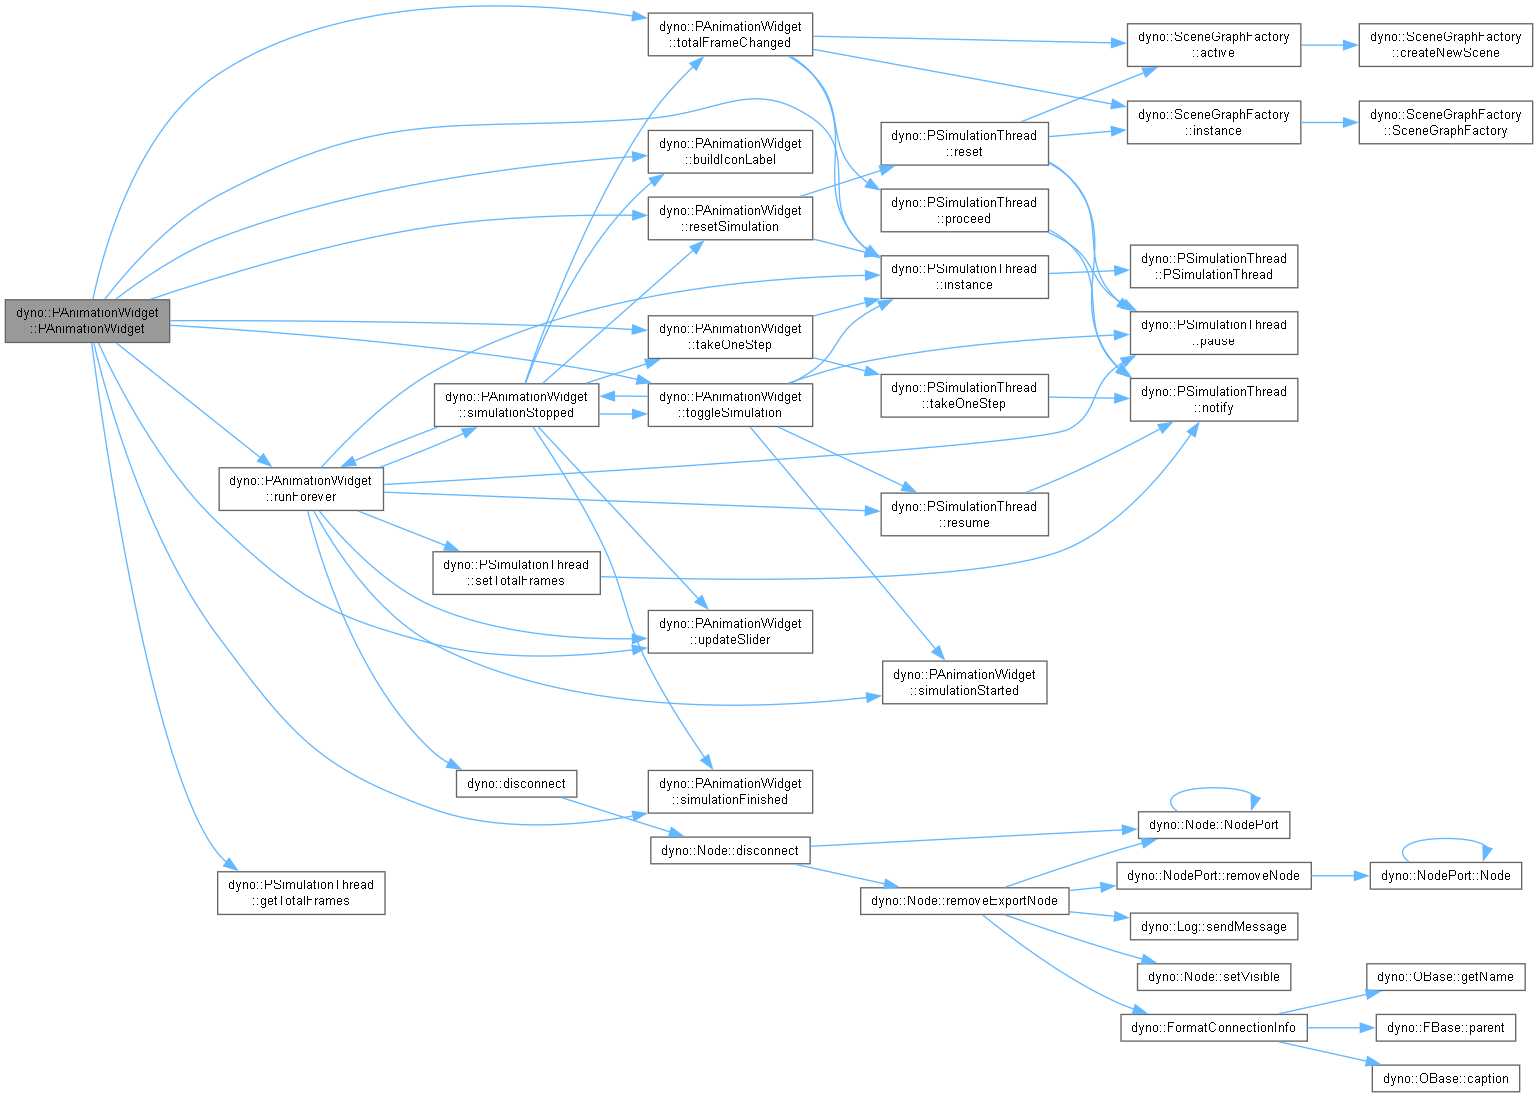 dyno::PAnimationWidget
::PAnimationWidget
dyno::PAnimationWidget
::runForever
dyno::PSimulationThread
::getTotalFrames
dyno::PAnimationWidget
::simulationStopped
dyno::PSimulationThread
::setTotalFrames
dyno::disconnect
dyno::PAnimationWidget
::totalFrameChanged
dyno::PAnimationWidget
::buildIconLabel
dyno::PAnimationWidget
::resetSimulation
dyno::PAnimationWidget
::takeOneStep
dyno::PAnimationWidget
::toggleSimulation
dyno::PAnimationWidget
::updateSlider
dyno::PAnimationWidget
::simulationFinished
dyno::Node::disconnect
dyno::PSimulationThread
::reset
dyno::PSimulationThread
::proceed
dyno::PSimulationThread
::instance
dyno::PSimulationThread
::takeOneStep
dyno::PSimulationThread
::resume
dyno::PAnimationWidget
::simulationStarted
dyno::Node::removeExportNode
dyno::SceneGraphFactory
::active
dyno::SceneGraphFactory
::instance
dyno::PSimulationThread
::PSimulationThread
dyno::PSimulationThread
::pause
dyno::PSimulationThread
::notify
dyno::Node::NodePort
dyno::NodePort::removeNode
dyno::Log::sendMessage
dyno::Node::setVisible
dyno::FormatConnectionInfo
dyno::SceneGraphFactory
::createNewScene
dyno::SceneGraphFactory
::SceneGraphFactory
dyno::NodePort::Node
dyno::OBase::getName
dyno::FBase::parent
dyno::OBase::caption